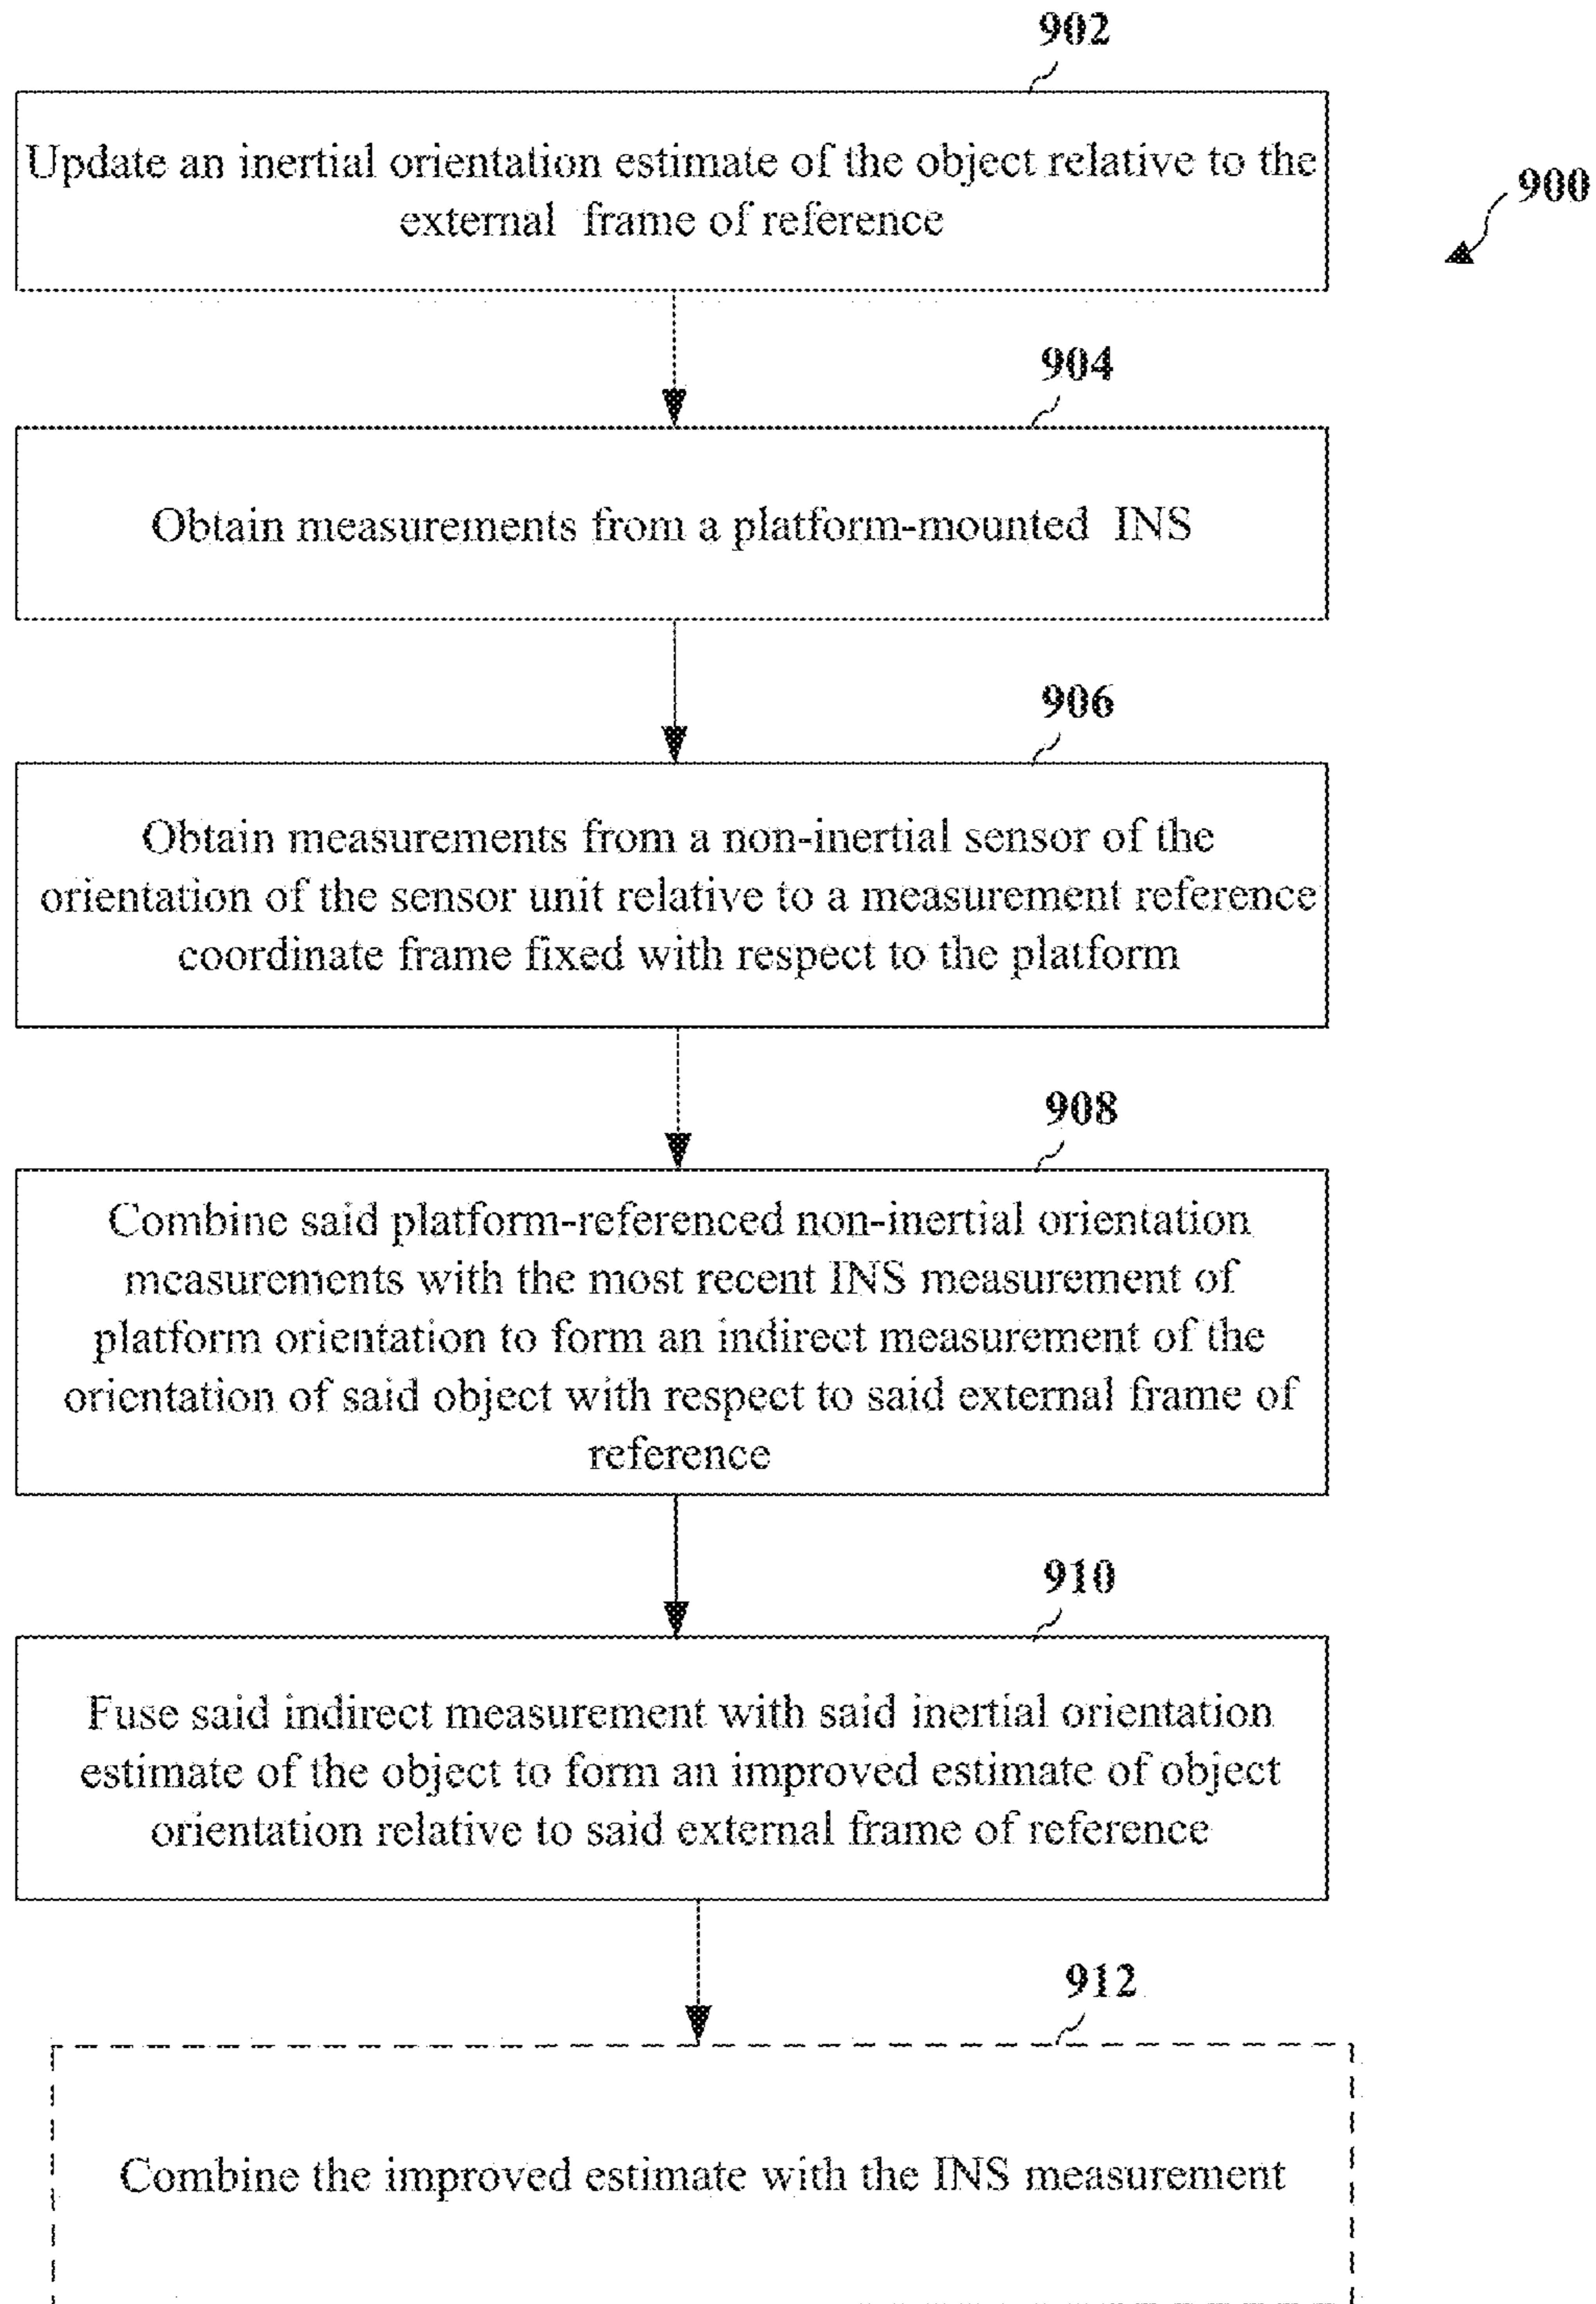 902
Update an inertial orientation estimate of the object relative to the
external frame of reference
900
904
Obtain measurements from a platform-mounted INS
906
Obtain measurements from a non-inertial sensor of the
orientation of the sensor unit relative to a measurement reference
coordinate frame fixed with respect to the platform
908
Combine said platform-referenced non-inertial orientation
measurements with the most recent INS measurement of
platform orientation to form an indirect measurement of the
orientation of said object with respect to said external frame of
reference
910
Fuse said indirect measurement with said inertial orientation
estimate of the object to form an improved estimate of object
orientation relative to said external frame of reference
912
Combine the improved estimate with the INS measurement